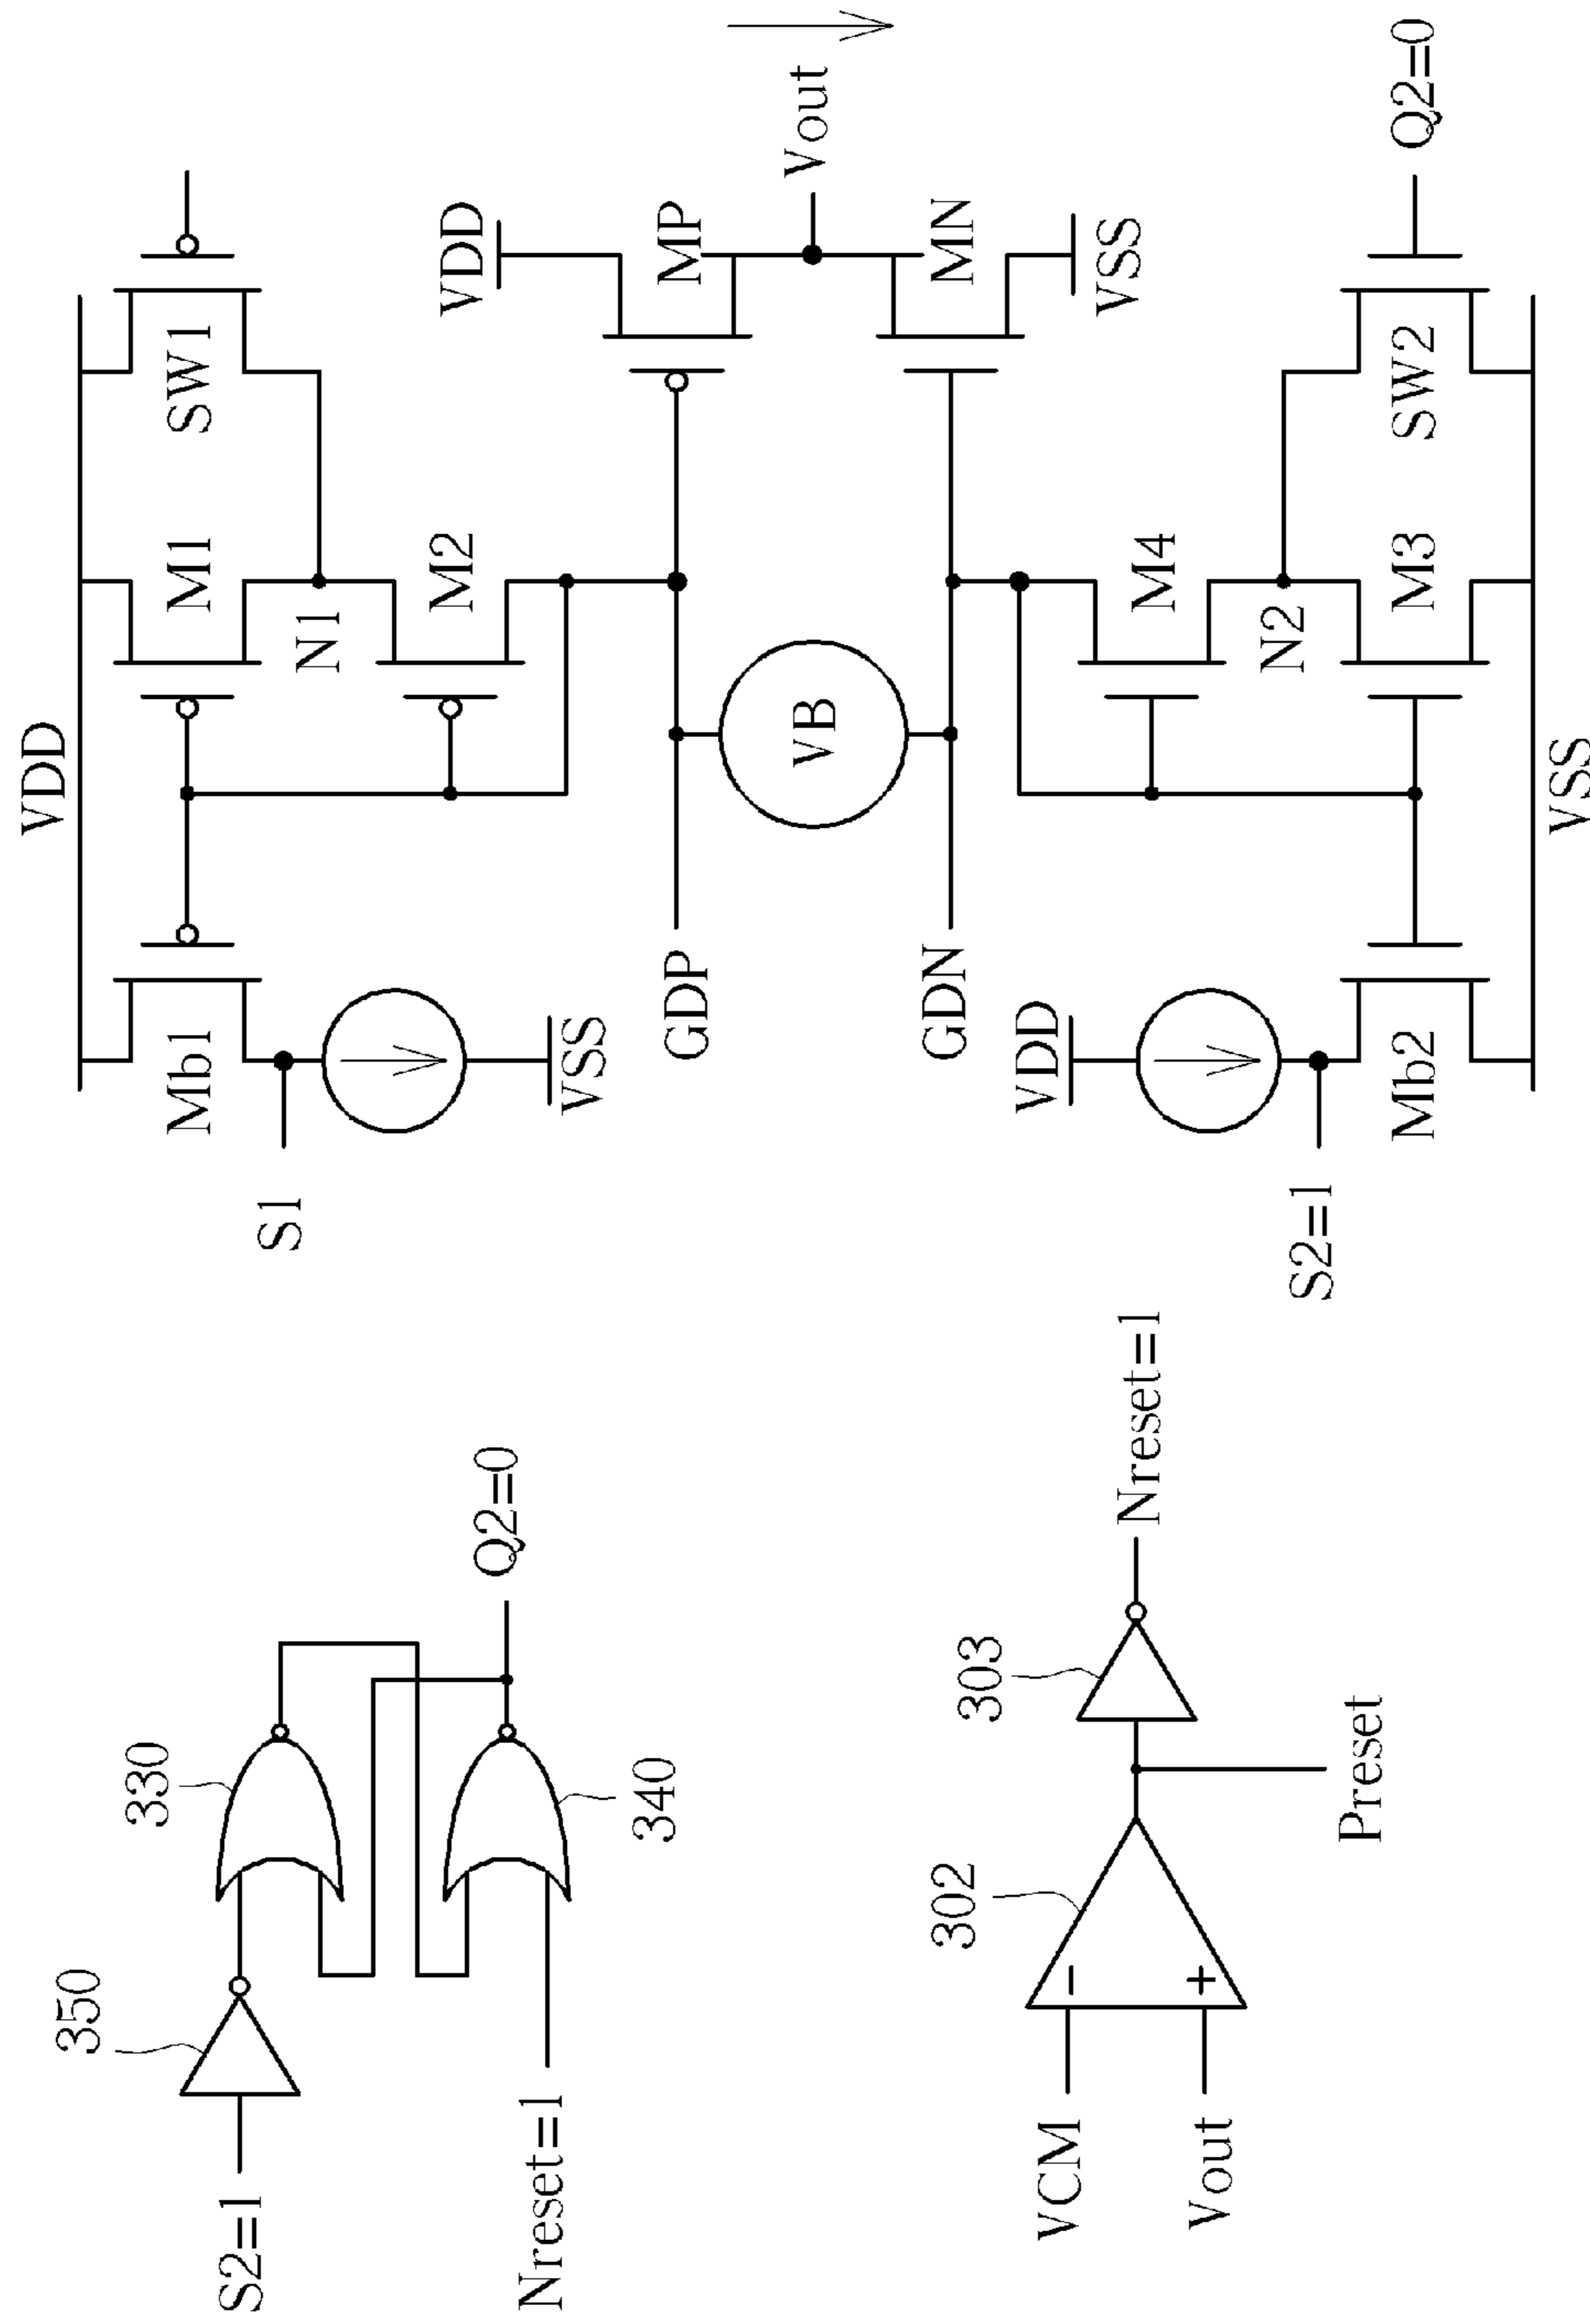 VDD
Mb1
M1
SW1
S1
N1
VSS
M2
VDD
GDP
MP
VB
Vout
GDN
MN
VDD
M4
VSS
S2=1
N2
Mb2
M3
SW2
Q2=0
VSS
350
330
S2=1
Q2=0
Nreset=1
340
302
303
VCM
-
Nreset=1
Vout
+
Preset